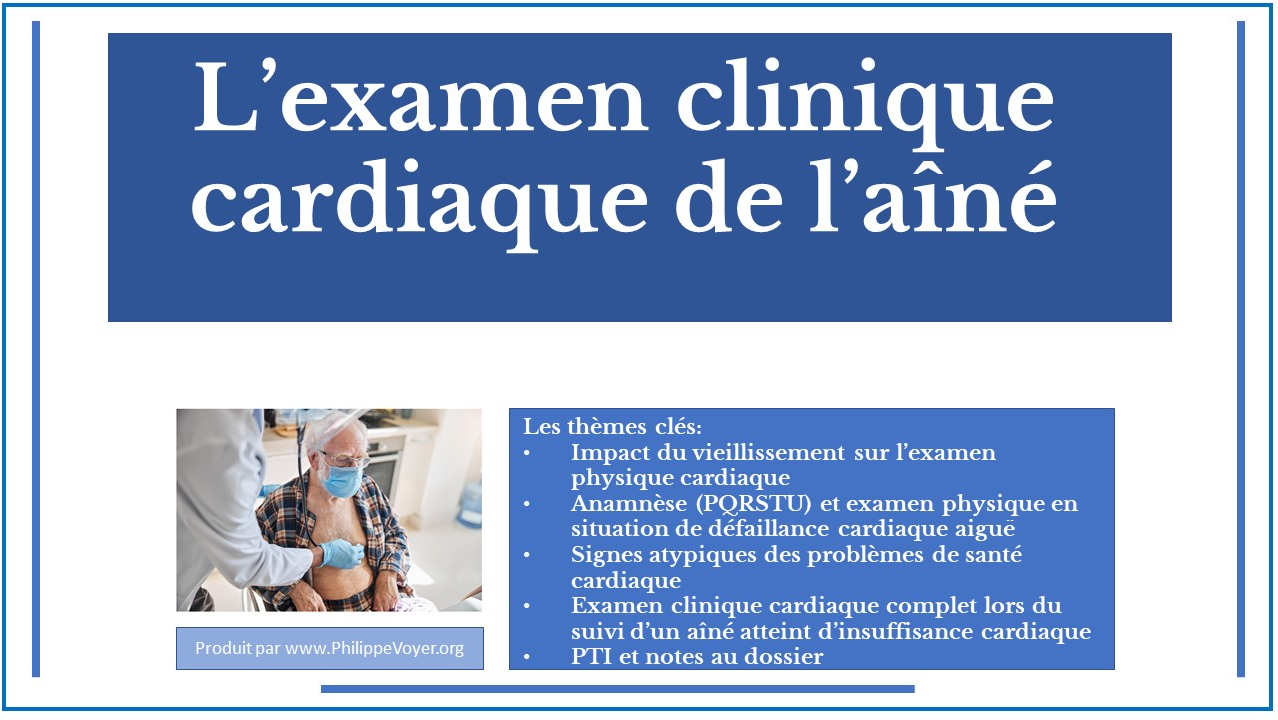 L’examen clinique
cardiaque de l’aîné
Les thèmes clés:
• Impact du vieillissement sur l’examen
physique cardiaque
• Anamnèse (PQRSTU) et examen physique en
situation de défaillance cardiaque aiguë
• Signes atypiques des problèmes de santé
cardiaque
• Examen clinique cardiaque complet lors du
suivi d’un aîné atteint d’insuffisance cardiaque
• PTI et notes au dossier
Produit par www.PhilippeVoyer.org